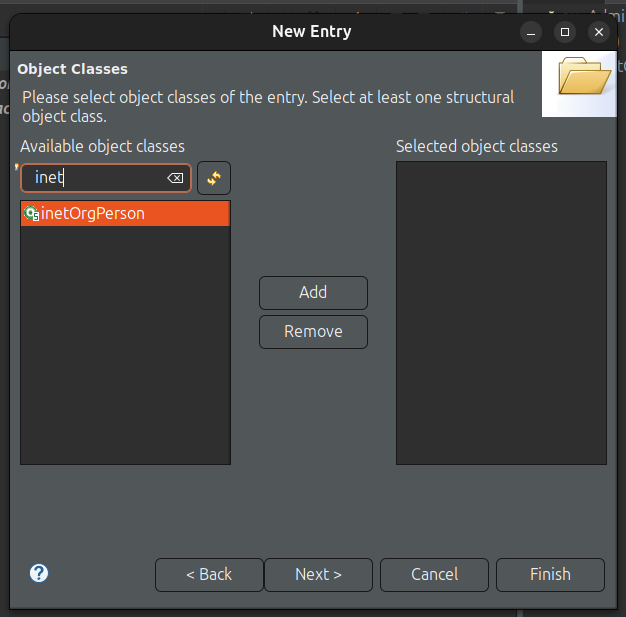 Admi
New Entry
Object Classes
Please select object classes of the entry. Select at least one structural
object class.
Available object classes
Selected object classes
inet
inetOrgPerson
Add
Remove
?
< Back
Next >
Cancel
Finish